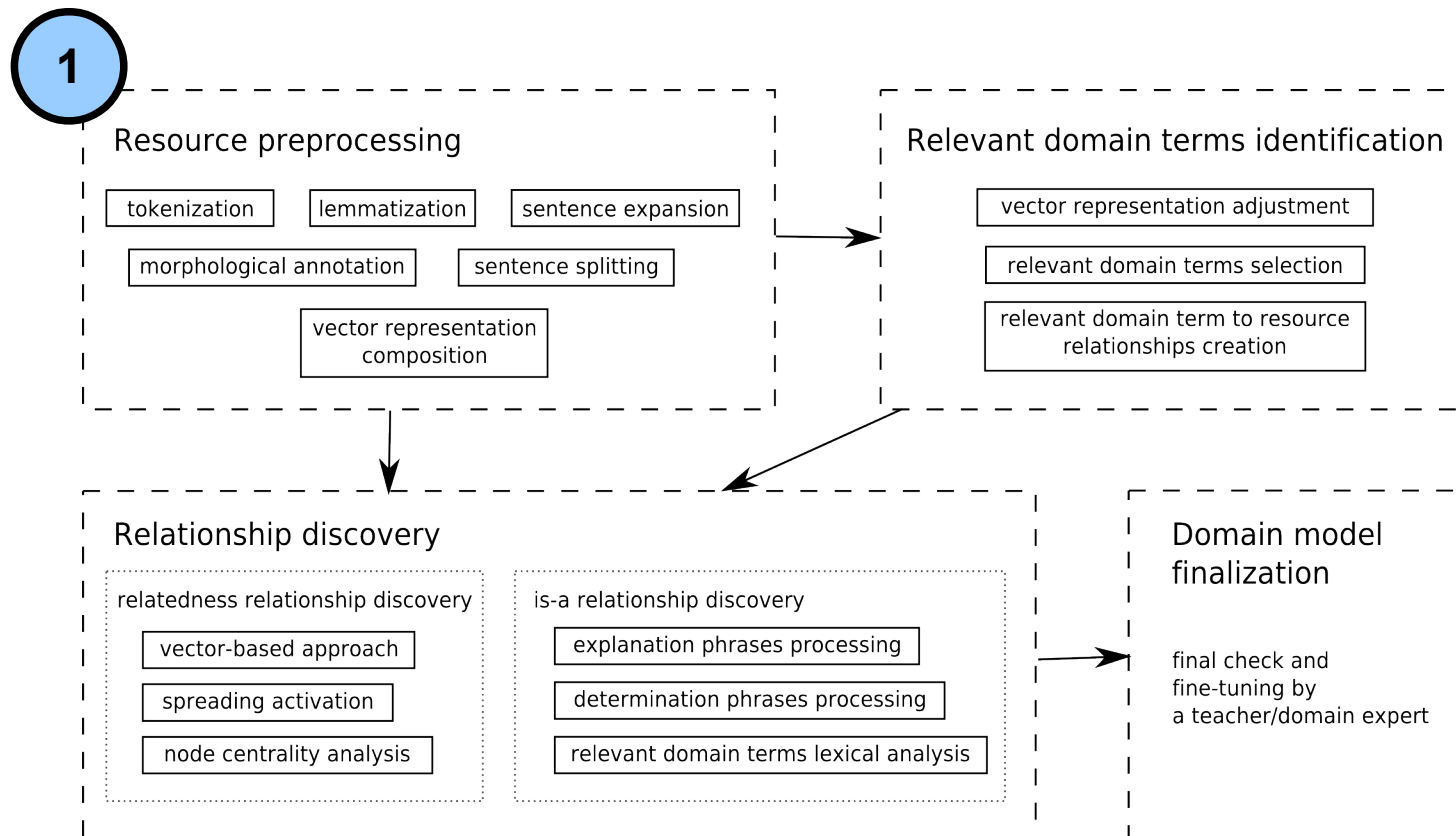 1
Resource preprocessing
tokenization
lemmatization
sentence expansion
morphological annotation
sentence splitting
vector representation
composition
Relevant domain terms identification
vector representation adjustment
relevant domain terms selection
relevant domain term to resource
relationships creation
Relationship discovery
relatedness relationship discovery
vector-based approach
spreading activation
node centrality analysis
is-a relationship discovery
explanation phrases processing
determination phrases processing
relevant domain terms lexical analysis
Domain model
finalization
final check and
fine-tuning by
a teacher/domain expert